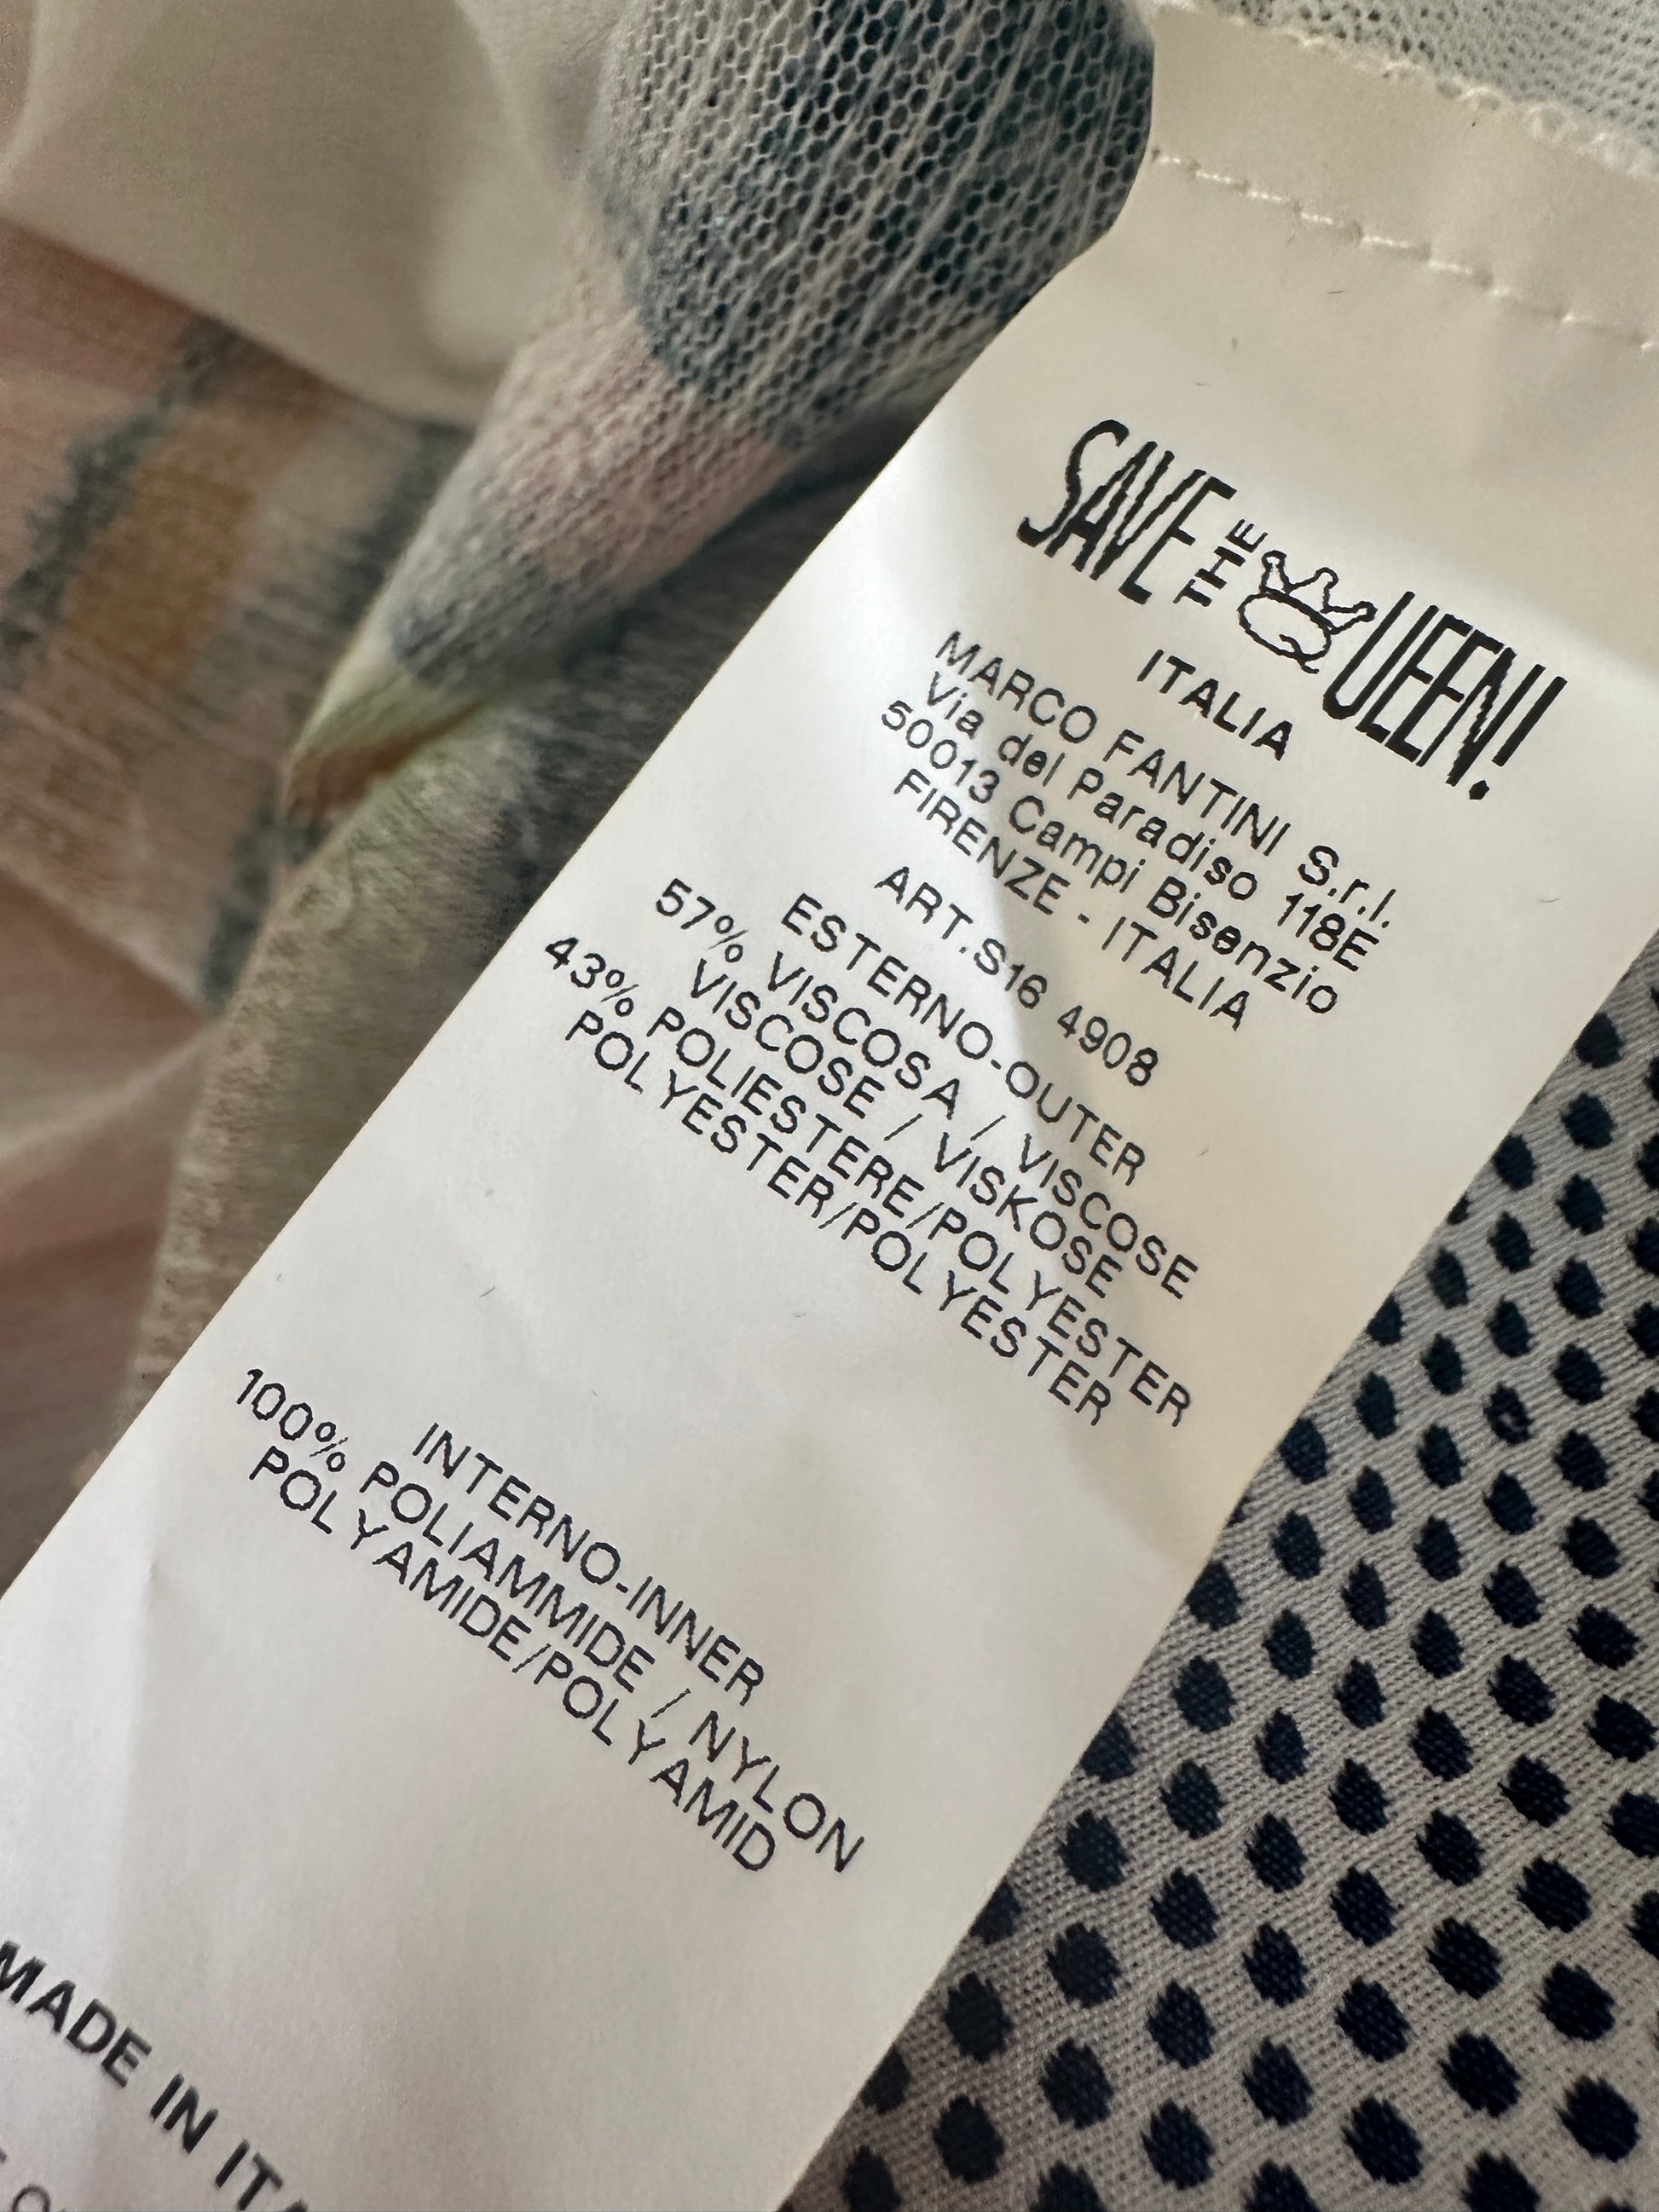 SAVE THE QUEEN!
ITALIA
MARCO FANTINI S.r.l.
Via del Paradiso 118E
50013 Campi Bisenzio
FIRENZE - ITALIA
ART.S16 4908
ESTERNO-OUTER
57% VISCOSA / VISCOSE
VISCOSE / VISKOSE
43% POLIESTERE/POLYESTER
POLYESTER/POLYESTER
INTERNO-INNER
100% POLIAMMIDE / NYLON
POLYAMIDE/POLYAMID
MADE IN ITA